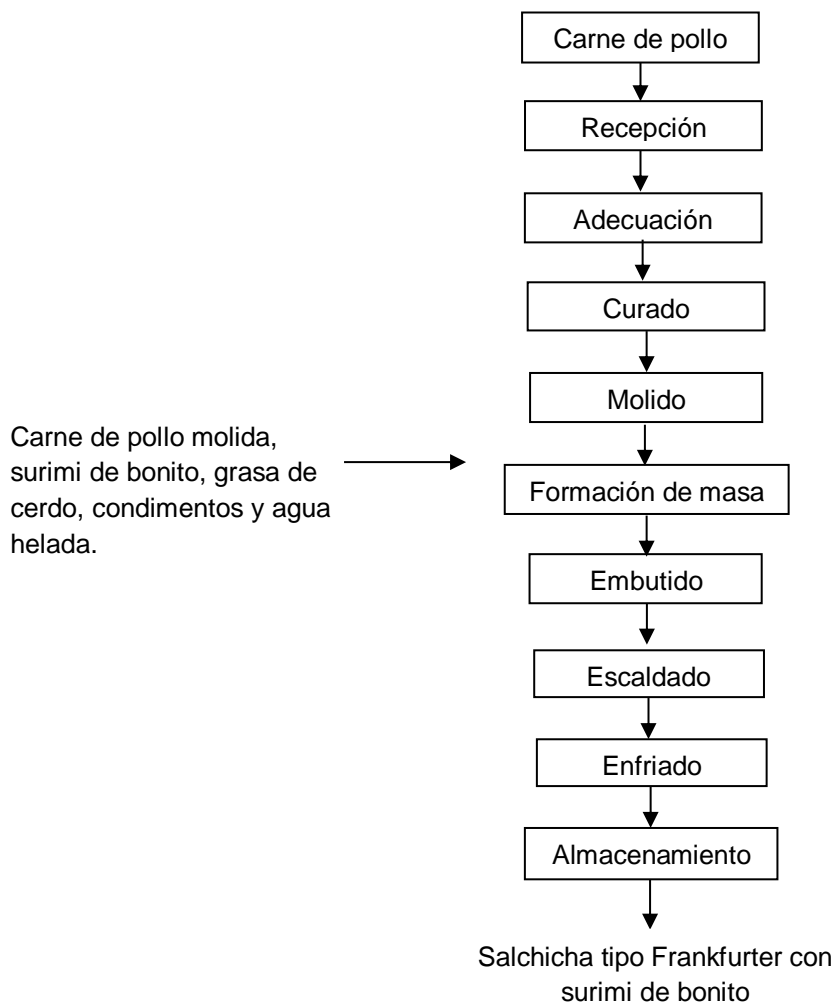 Carne de pollo
Recepción
Adecuación
Curado
Molido
Carne de pollo molida,
surimi de bonito, grasa de
cerdo, condimentos y agua
helada.
Formación de masa
Embutido
Escaldado
Enfriado
Almacenamiento
Salchicha tipo Frankfurter con
surimi de bonito